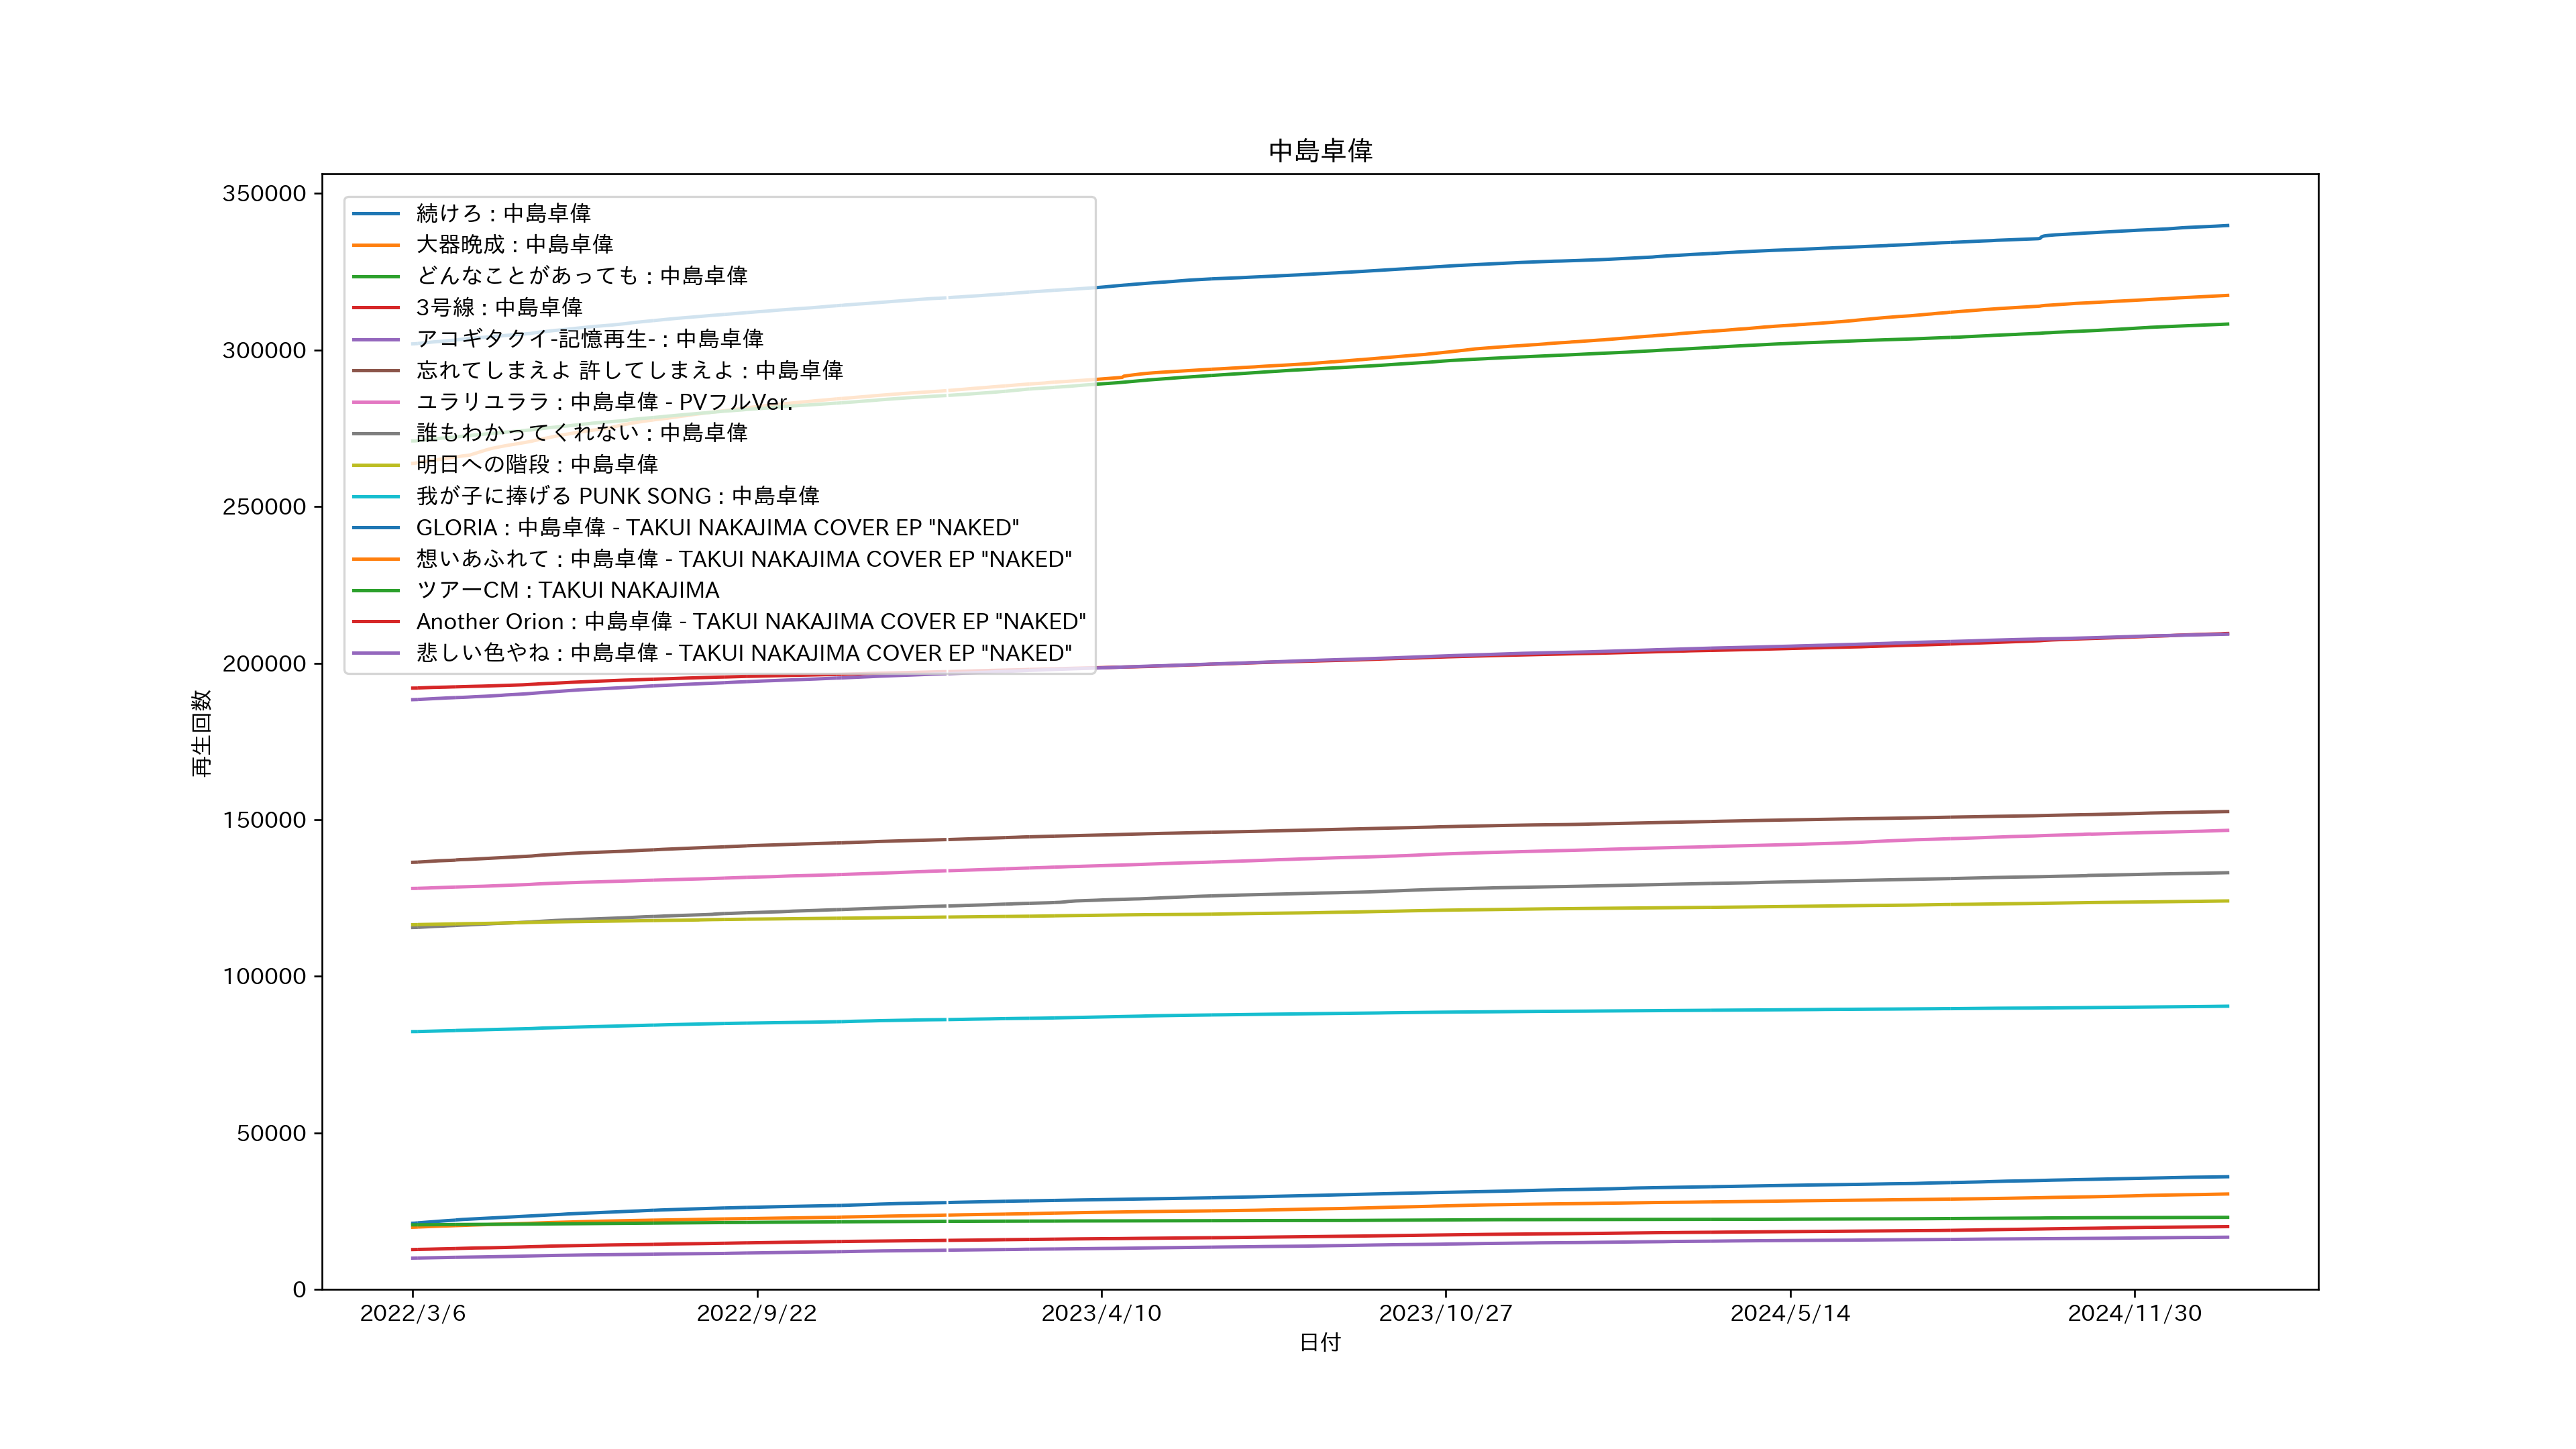 中島卓偉
350000
300000
250000
200000
150000
100000
50000
0
再生回数
続けろ : 中島卓偉
大器晩成 : 中島卓偉
どんなことがあっても : 中島卓偉
3号線 : 中島卓偉
アコギタクイ-記憶再生- : 中島卓偉
忘れてしまえよ 許してしまえよ : 中島卓偉
ユラリユララ : 中島卓偉 - PVフルVer.
誰もわかってくれない : 中島卓偉
明日への階段 : 中島卓偉
我が子に捧げる PUNK SONG : 中島卓偉
GLORIA : 中島卓偉 - TAKUI NAKAJIMA COVER EP "NAKED"
想いあふれて : 中島卓偉 - TAKUI NAKAJIMA COVER EP "NAKED"
ツアーCM : TAKUI NAKAJIMA
Another Orion : 中島卓偉 - TAKUI NAKAJIMA COVER EP "NAKED"
悲しい色やね : 中島卓偉 - TAKUI NAKAJIMA COVER EP "NAKED"
2022/3/6
2022/9/22
2023/4/10
2023/10/27
2024/5/14
2024/11/30
日付